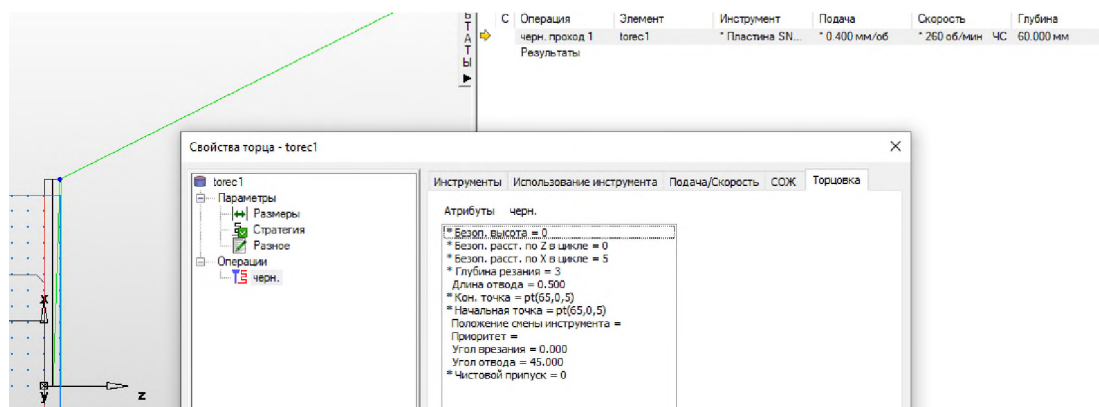 Ь
Т
А
Т
Ы
С Операция Элемент Инструмент Подача Скорость Глубина
черн. проход 1 torec1 * Пластина SN... * 0.400 мм/об * 260 об/мин ЧС 60.000 мм
Результаты
Свойства торца - torec1
torec1
Параметры
Размеры
Стратегия
Разное
Операции
черн.
Инструменты Использование инструмента Подача/Скорость СОЖ Торцовка
Атрибуты черн.
* Безоп. высота = 0
* Безоп. расст. по Z в цикле = 0
* Безоп. расст. по X в цикле = 5
* Глубина резания = 3
Длина отвода = 0.500
* Кон. точка = pt(65,0,5)
* Начальная точка = pt(65,0,5)
Положение смены инструмента =
Приоритет =
Угол врезания = 0.000
Угол отвода = 45.000
* Чистовой припуск = 0
x
y
z